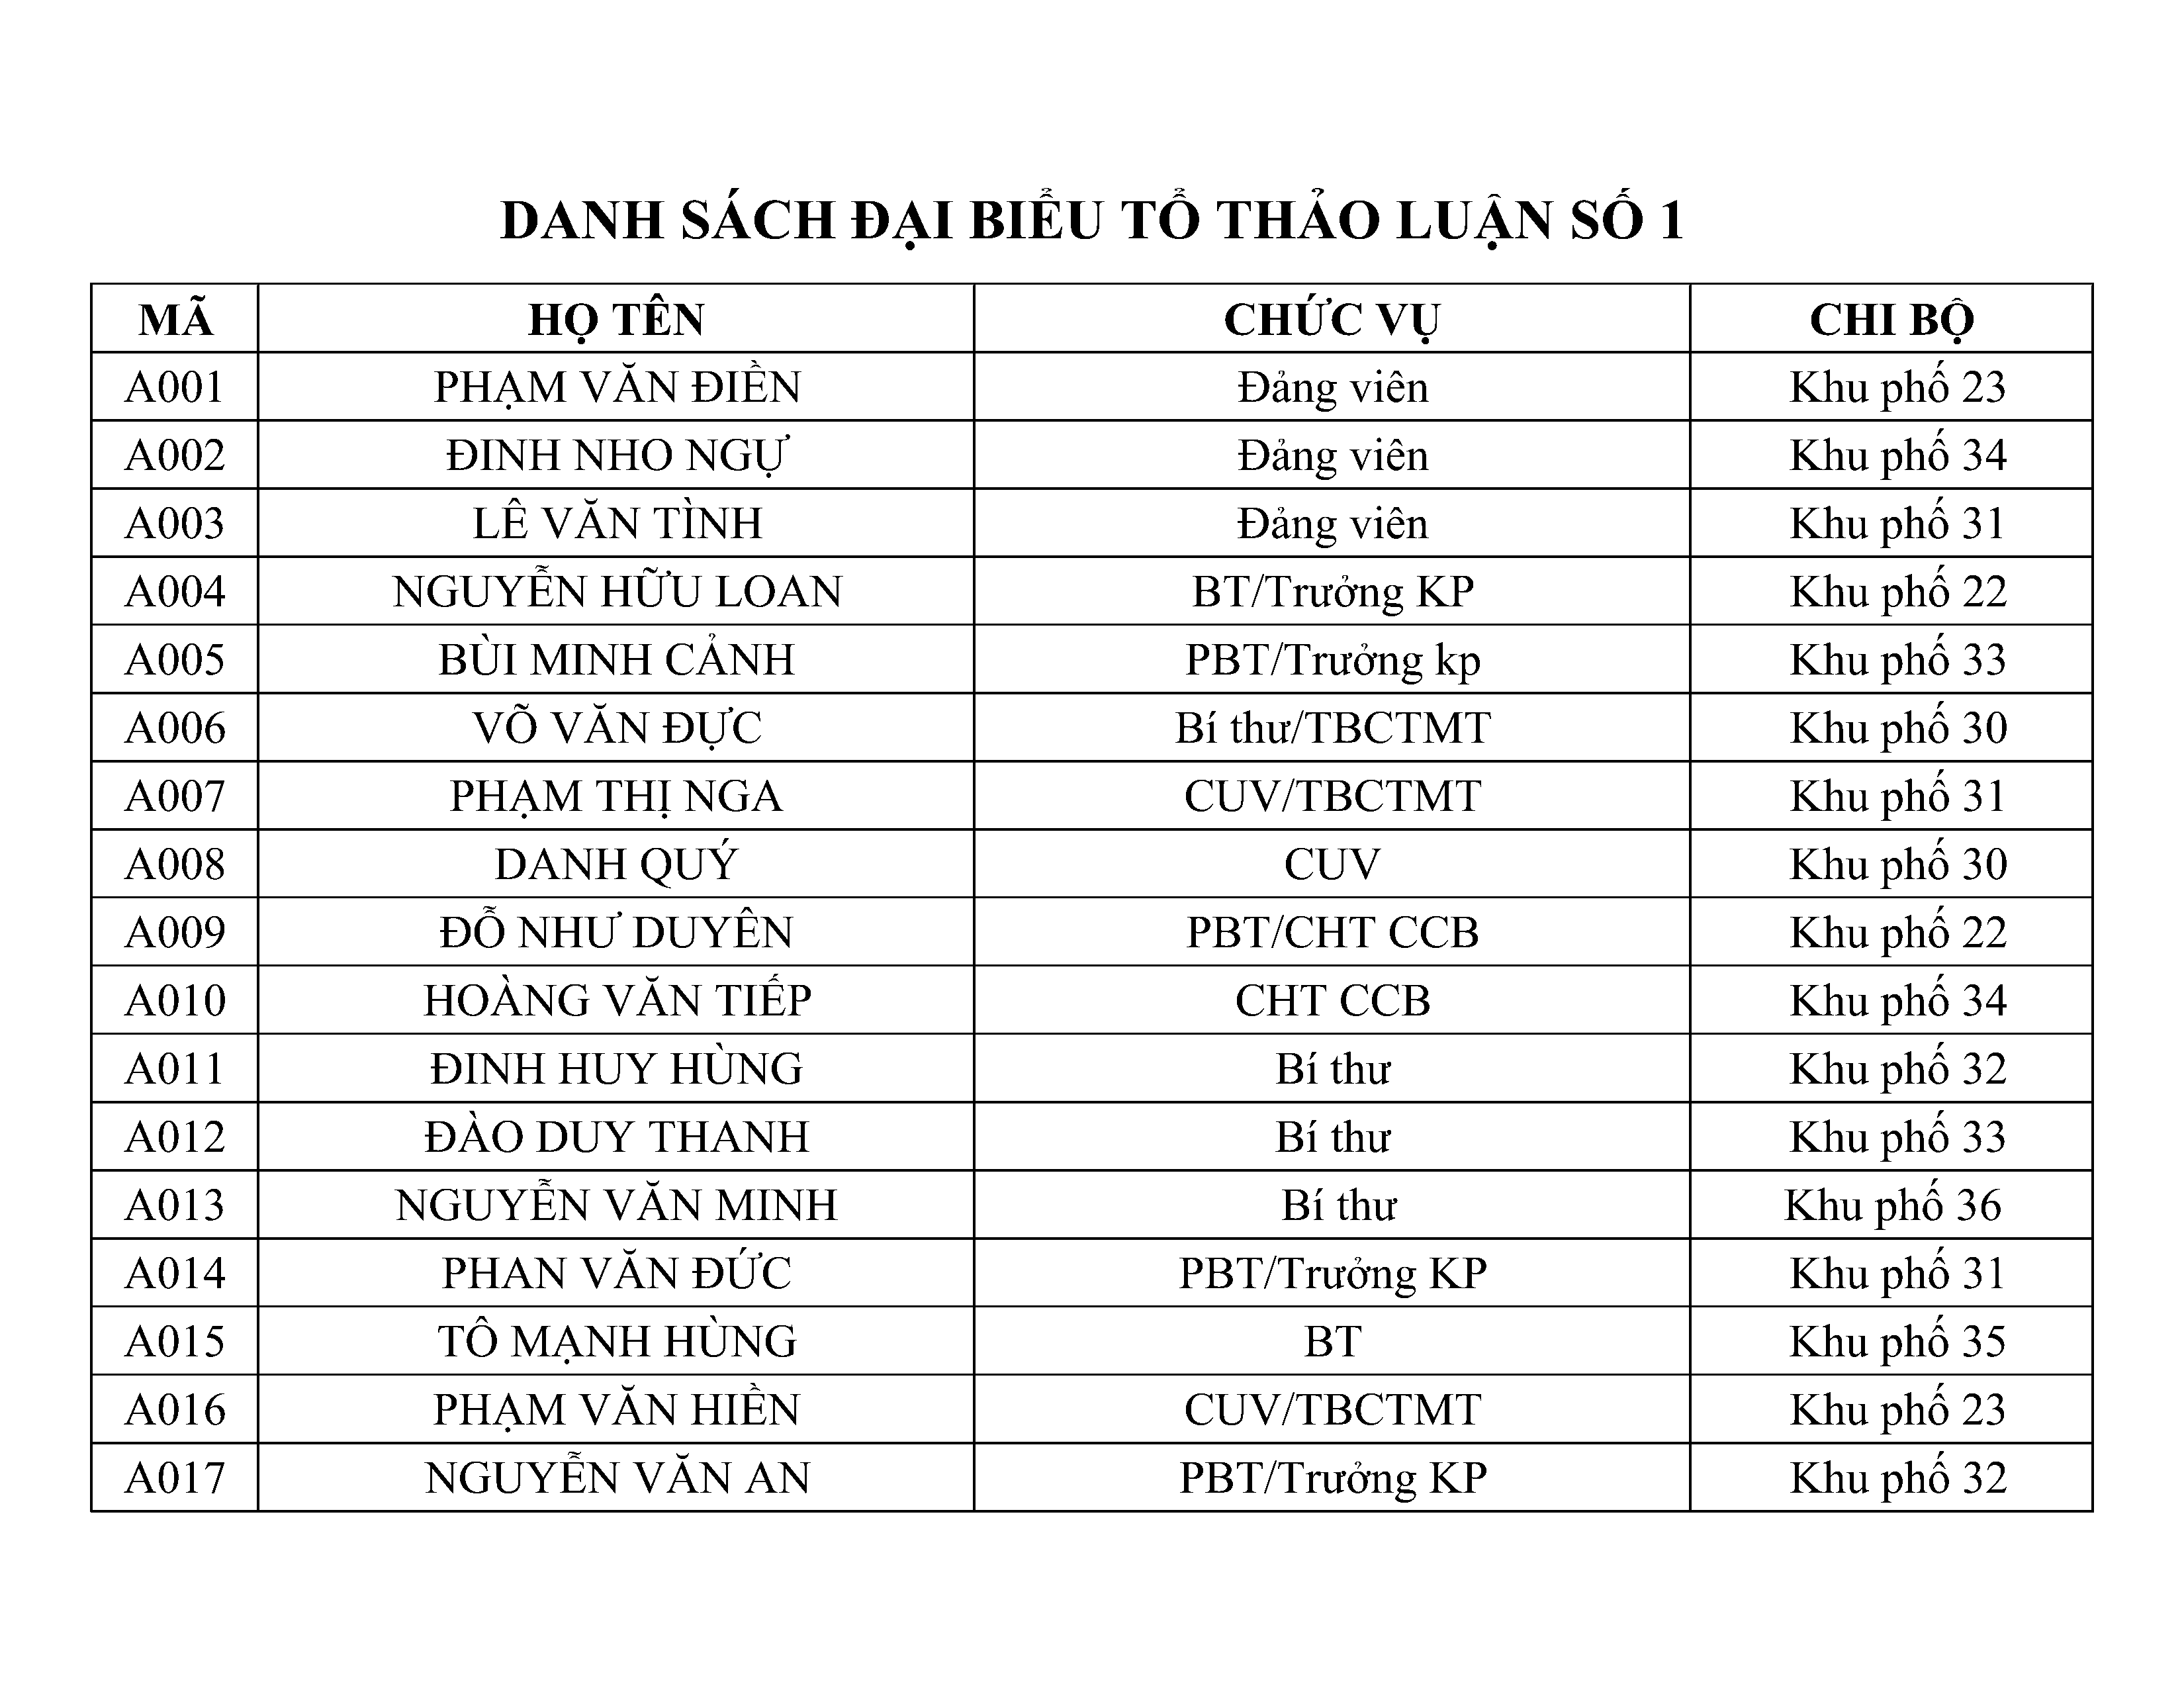 DANH SÁCH ĐẠI BIỂU TỔ THẢO LUẬN SỐ 1
MÃ HỌ TÊN CHỨC VỤ CHI BỘ
A001 PHẠM VĂN ĐIỀN Đảng viên Khu phố 23
A002 ĐINH NHO NGỰ Đảng viên Khu phố 34
A003 LÊ VĂN TÌNH Đảng viên Khu phố 31
A004 NGUYỄN HỮU LOAN BT/Trưởng KP Khu phố 22
A005 BÙI MINH CẢNH PBT/Trưởng kp Khu phố 33
A006 VÕ VĂN ĐỰC Bí thư/TBCTMT Khu phố 30
A007 PHẠM THỊ NGA CUV/TBCTMT Khu phố 31
A008 DANH QUÝ CUV Khu phố 30
A009 ĐỖ NHƯ DUYÊN PBT/CHT CCB Khu phố 22
A010 HOÀNG VĂN TIẾP CHT CCB Khu phố 34
A011 ĐINH HUY HÙNG Bí thư Khu phố 32
A012 ĐÀO DUY THANH Bí thư Khu phố 33
A013 NGUYỄN VĂN MINH Bí thư Khu phố 36
A014 PHAN VĂN ĐỨC PBT/Trưởng KP Khu phố 31
A015 TÔ MẠNH HÙNG BT Khu phố 35
A016 PHẠM VĂN HIỀN CUV/TBCTMT Khu phố 23
A017 NGUYỄN VĂN AN PBT/Trưởng KP Khu phố 32